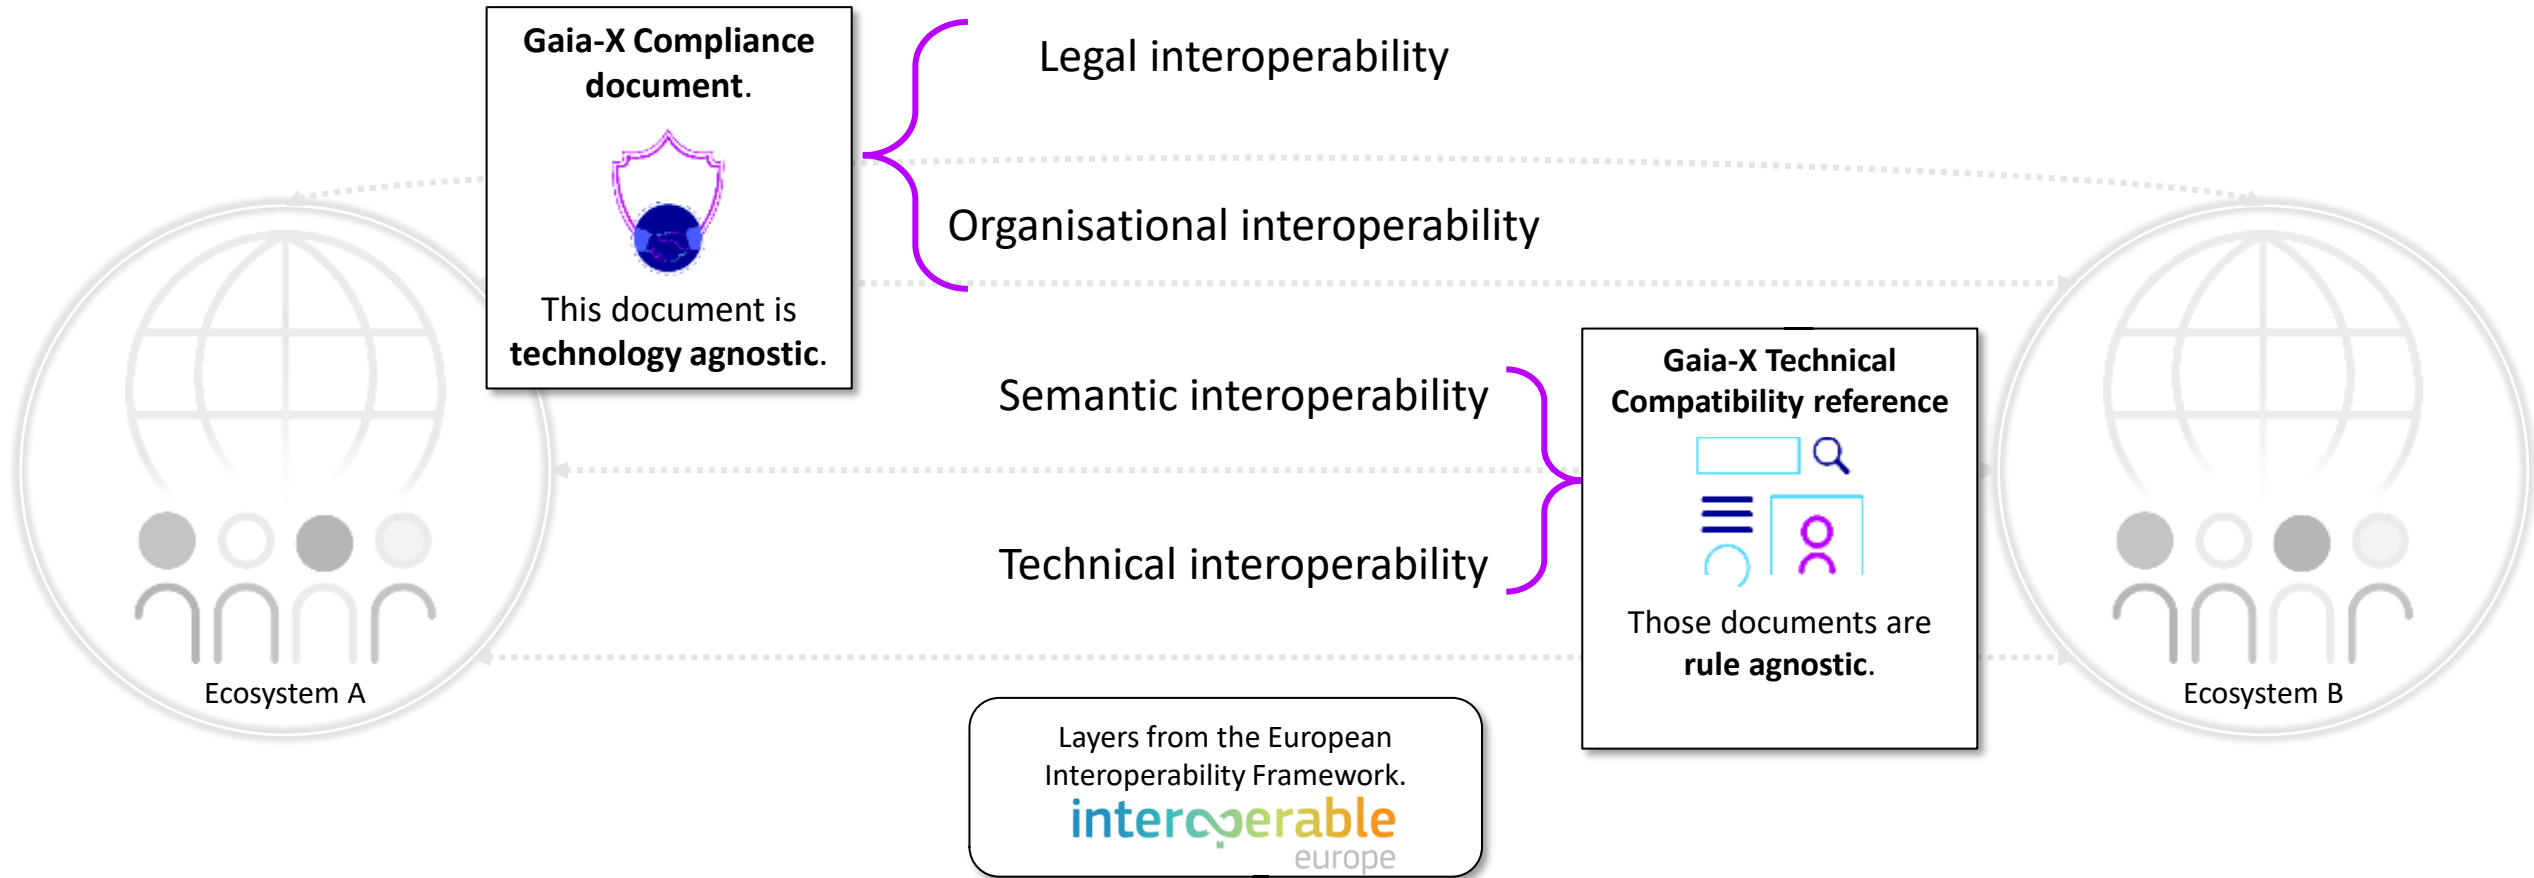 Gaia-X Compliance
document.
This document is
technology agnostic.
Legal interoperability
Organisational interoperability
Semantic interoperability
Technical interoperability
Gaia-X Technical
Compatibility reference
Those documents are
rule agnostic.
Ecosystem A
Ecosystem B
Layers from the European
Interoperability Framework.
interoperable
europe